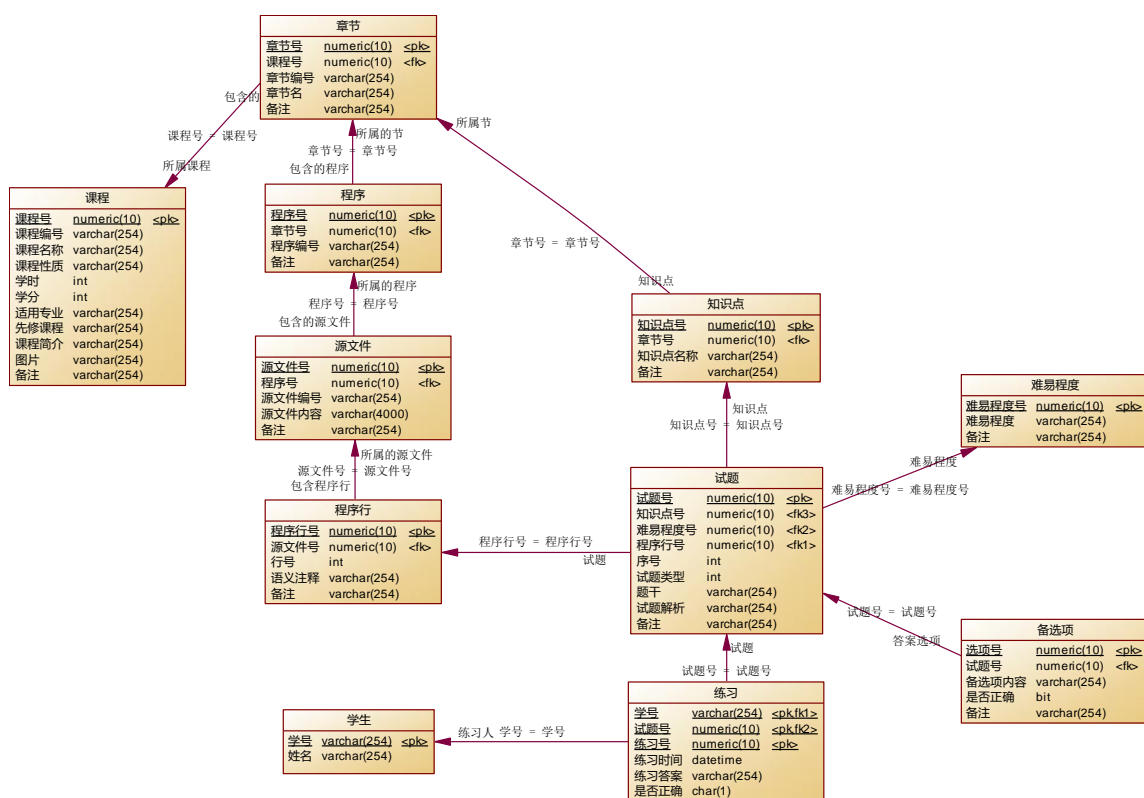 章节
章节号 numeric(10) <pk>
课程号 numeric(10) <fk>
章节编号 varchar(254)
章节名 varchar(254)
备注 varchar(254)
包含的
课程号 = 课程号
所属课程
所属的节
章节号 = 章节号
包含的程序
所属节
章节号 = 章节号
知识点
课程
课程号 numeric(10) <pk>
课程编号 varchar(254)
课程名称 varchar(254)
课程性质 varchar(254)
学时 int
学分 int
适用专业 varchar(254)
先修课程 varchar(254)
课程简介 varchar(254)
图片 varchar(254)
备注 varchar(254)
程序
程序号 numeric(10) <pk>
章节号 numeric(10) <fk>
程序编号 varchar(254)
备注 varchar(254)
所属的程序
程序号 = 程序号
包含的源文件
源文件
源文件号 numeric(10) <pk>
程序号 numeric(10) <fk>
源文件编号 varchar(254)
源文件内容 varchar(4000)
备注 varchar(254)
所属的源文件
源文件号 = 源文件号
包含程序行
程序行
程序行号 numeric(10) <pk>
源文件号 numeric(10) <fk>
行号 int
语义注释 varchar(254)
备注 varchar(254)
知识点
知识点号 numeric(10) <pk>
章节号 numeric(10) <fk>
知识点名称 varchar(254)
备注 varchar(254)
知识点
知识点号 = 知识点号
难易程度
难易程度号 numeric(10) <pk>
难易程度 varchar(254)
备注 varchar(254)
难易程度
难易程度号 = 难易程度号
试题
试题号 numeric(10) <pk>
知识点号 numeric(10) <fk3>
难易程度号 numeric(10) <fk2>
程序行号 numeric(10) <fk1>
序号 int
试题类型 int
题干 varchar(254)
试题解析 varchar(254)
备注 varchar(254)
程序行号 = 程序行号
试题
试题号 = 试题号
答案选项
备选项
选项号 numeric(10) <pk>
试题号 numeric(10) <fk>
备选项内容 varchar(254)
是否正确 bit
备注 varchar(254)
试题
试题号 = 试题号
练习
学号 varchar(254) <pk,fk1>
试题号 numeric(10) <pk,fk2>
练习号 numeric(10) <pk>
练习时间 datetime
练习答案 varchar(254)
是否正确 char(1)
练习人 学号 = 学号
学生
学号 varchar(254) <pk>
姓名 varchar(254)